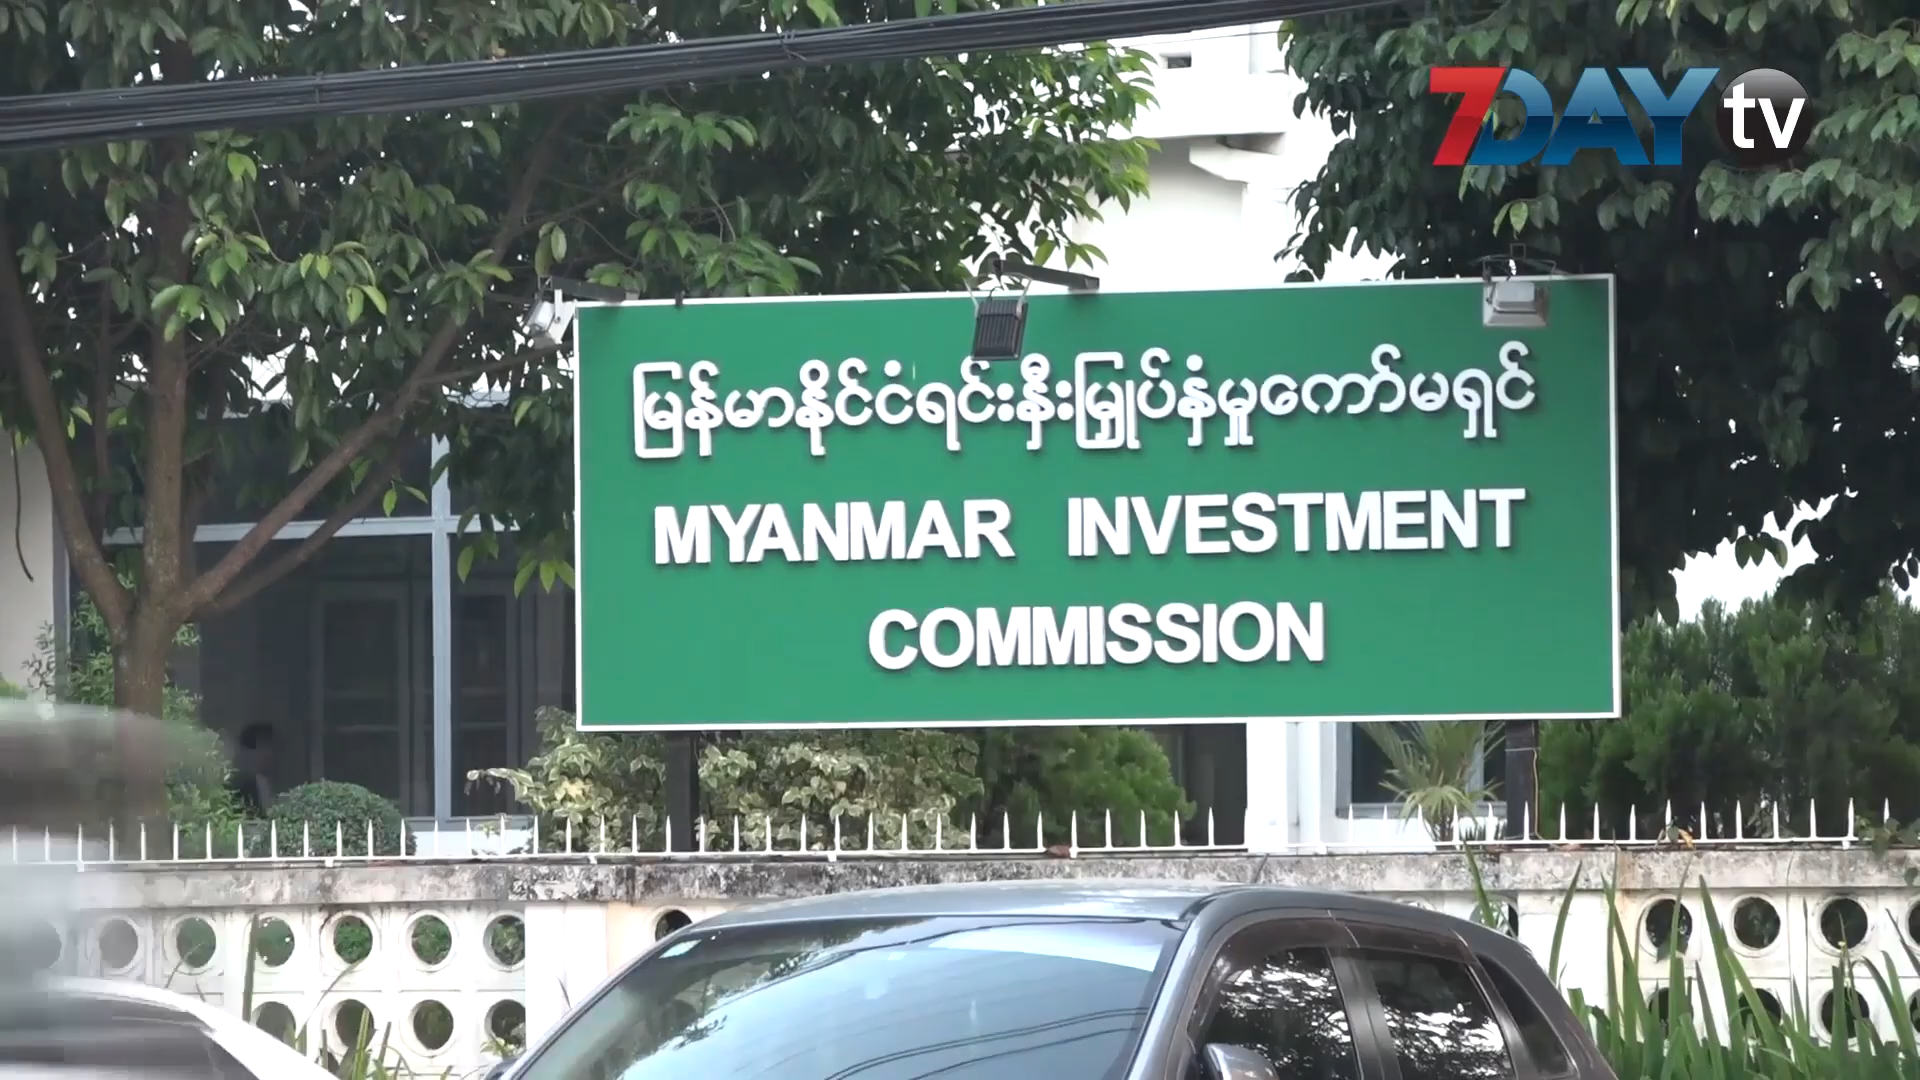 7DAY tv
မြန်မာနိုင်ငံရင်းနှီးမြှုပ်နှံမှုကော်မရှင်
MYANMAR INVESTMENT
COMMISSION